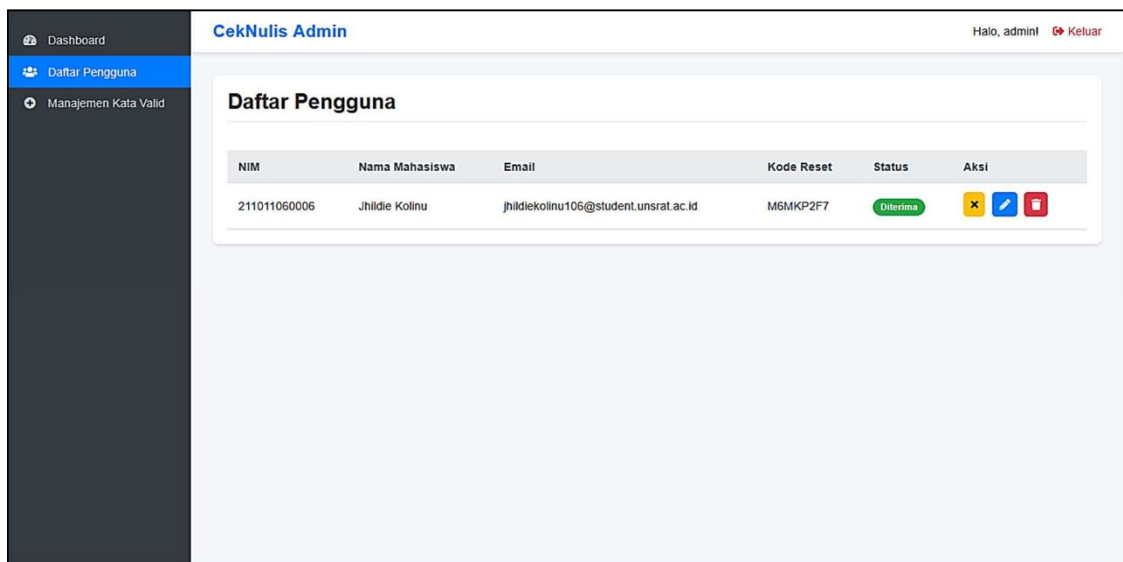 Dashboard
Daftar Pengguna
Manajemen Kata Valid
CekNulis Admin
Halo, admin! Keluar
Daftar Pengguna
NIM Nama Mahasiswa Email Kode Reset Status Aksi
211011060006 Jhildie Kolinu jhildiekolinu106@student.unsrat.ac.id M6MKP2F7 Diterima